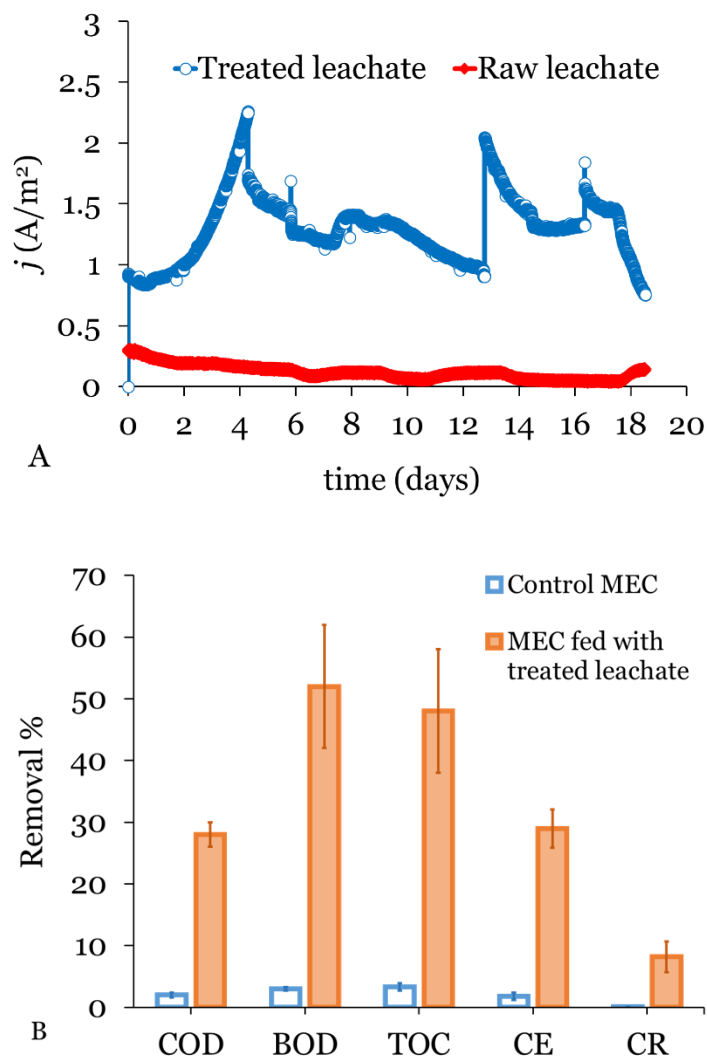 3
2.5
2
1.5
1
0.5
0
j (A/m²)
Treated leachate
Raw leachate
0 2 4 6 8 10 12 14 16 18 20
time (days)
A
70
60
50
40
30
20
10
0
Removal %
Control MEC
MEC fed with
treated leachate
COD BOD TOC CE CR
B